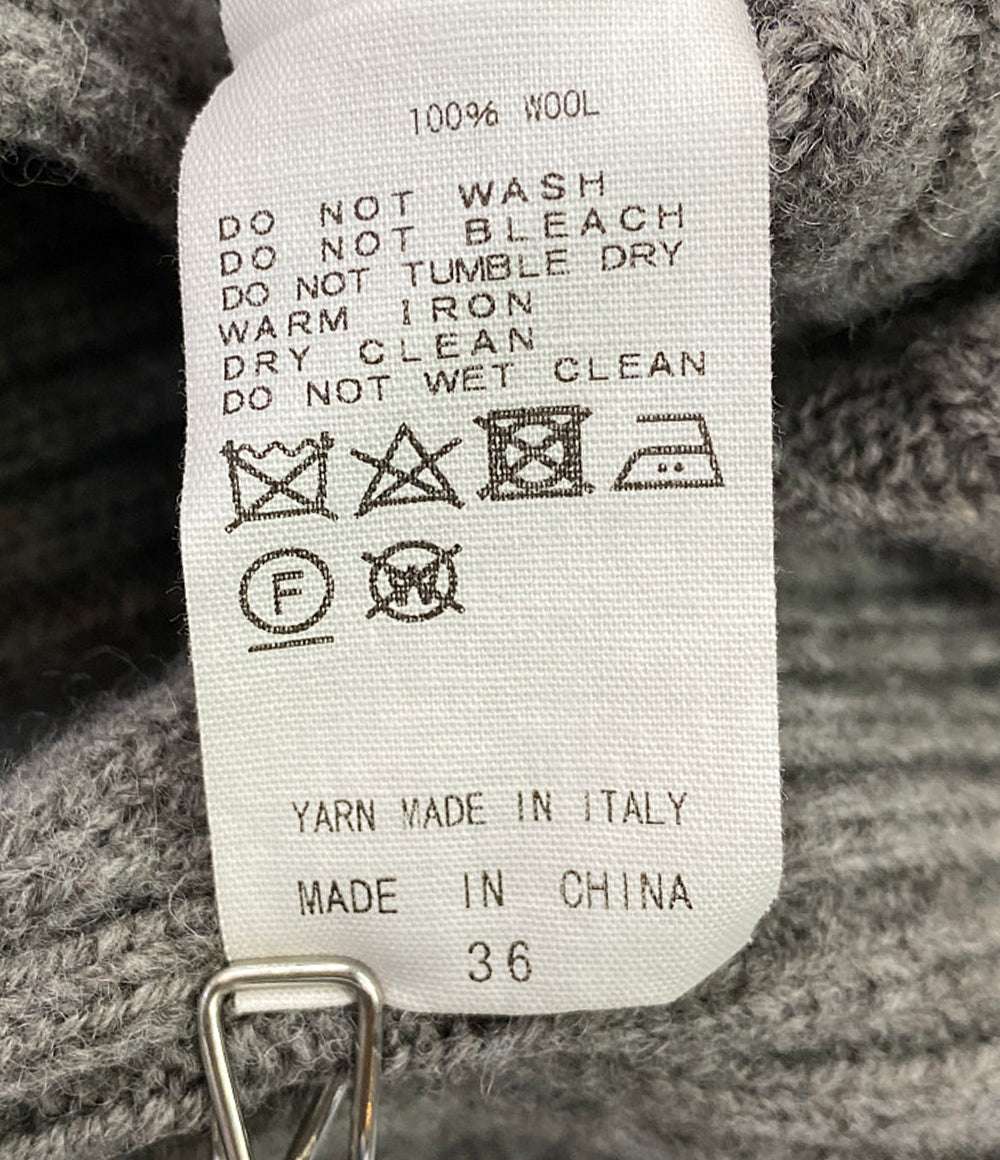 100% WOOL
DO NOT WASH
DO NOT BLEACH
DO NOT TUMBLE DRY
WARM IRON
DRY CLEAN
DO NOT WET CLEAN
F W
YARN MADE IN ITALY
MADE IN CHINA
36